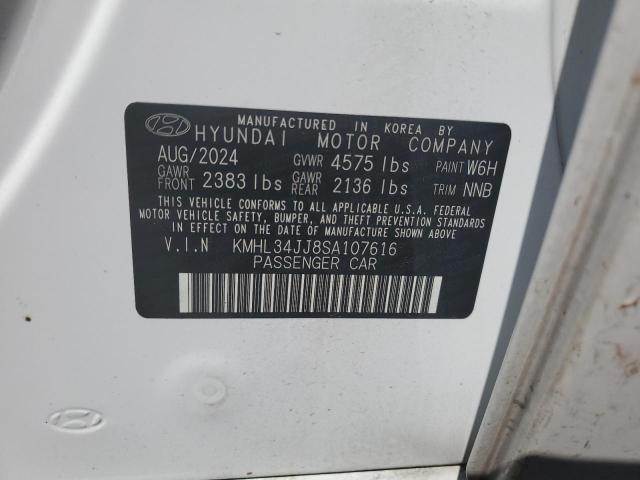 MANUFACTURED IN KOREA BY
HYUNDAI MOTOR COMPANY
AUG/2024 GVWR 4575 lbs PAINT W6H
GAWR FRONT 2383 lbs GAWR REAR 2136 lbs TRIM NNB
THIS VEHICLE CONFORMS TO ALL APPLICABLE U.S.A. FEDERAL
MOTOR VEHICLE SAFETY, BUMPER, AND THEFT PREVENTION STANDARDS
IN EFFECT ON THE DATE OF MANUFACTURE SHOWN ABOVE.
V.I.N KMHL34JJ8SA107616
PASSENGER CAR